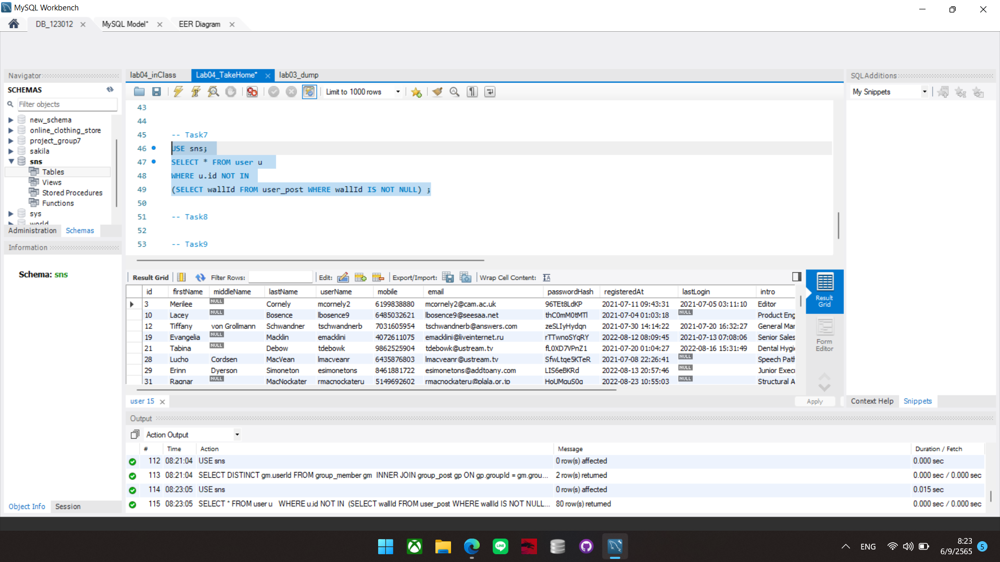 MySQL Workbench
DB_123012
MySQL Model*
EER Diagram
Navigator
SCHEMAS
Filter objects
new_schema
online_clothing_store
project_group7
sakila
sns
Tables
Views
Stored Procedures
Functions
sys
world
Administration Schemas
Information
Schema: sns
Object Info Session
lab04_inClass Lab04_TakeHome* lab03_dump
Limit to 1000 rows
43
44
45 -- Task7
46 USE sns;
47 SELECT * FROM user u
48 WHERE u.id NOT IN
49 (SELECT wallId FROM user_post WHERE wallId IS NOT NULL) ;
50
51 -- Task8
52
53 -- Task9
Result Grid Filter Rows: Edit: Export/Import: Wrap Cell Content:
id firstName middleName lastName userName mobile email passwordHash registeredAt lastLogin intro
3 Merilee NULL Cornely mcornely2 6199838880 mcornely2@cam.ac.uk 96TEt8LdKP 2021-07-11 09:43:31 2021-07-05 03:11:10 Editor
10 Lacey NULL Bosence lbosence9 6485032621 lbosence9@seesaa.net thC0mM0tMTl 2021-07-04 01:03:18 NULL Product Eng
12 Tiffany von Grollmann Schwandner tschwandnerb 7031605954 tschwandnerb@answers.com zeSLIyHydqn 2021-07-30 14:14:22 2021-07-20 16:32:27 General Mar
19 Evangelia NULL Macklin emacklini 4072611075 emacklini@liveinternet.ru rTTwnoSYqRY 2022-08-12 08:09:45 2021-07-13 07:08:06 Senior Sales
21 Tabina NULL Debow tdebowk 9862525904 tdebowk@ustream.tv fL0XD7VPnZ1 2021-07-20 01:04:27 2022-08-16 15:31:49 Dental Hygi
28 Lucho Cordsen MacVean lmacveanr 6435876803 lmacveanr@ustream.tv SfwLtqe5KTeR 2021-07-08 22:26:41 NULL Speech Path
29 Erinn Dyerson Simoneton esimonetons 8461881722 esimonetons@addtoany.com LIS6eBKRd 2022-08-13 20:57:46 NULL Junior Exec
31 Ragnar NULL MacNockater rmacnockateru 5149692602 rmacnockateru@plala.or.jp HoUMguS0g 2022-08-23 10:55:03 NULL Structural A
Result Grid
Form Editor
user 15
Apply
SQLAdditions
My Snippets
Context Help Snippets
Output
Action Output
# Time Action Message Duration / Fetch
112 08:21:04 USE sns 0 row(s) affected 0.000 sec
113 08:21:04 SELECT DISTINCT gm.userId FROM group_member gm INNER JOIN group_post gp ON gp.groupId = gm.grou... 2 row(s) returned 0.000 sec / 0.000 sec
114 08:23:05 USE sns 0 row(s) affected 0.015 sec
115 08:23:05 SELECT * FROM user u WHERE u.id NOT IN (SELECT wallId FROM user_post WHERE wallId IS NOT NULL... 80 row(s) returned 0.000 sec / 0.000 sec
LINE
ENG
8:23
6/9/2565
5